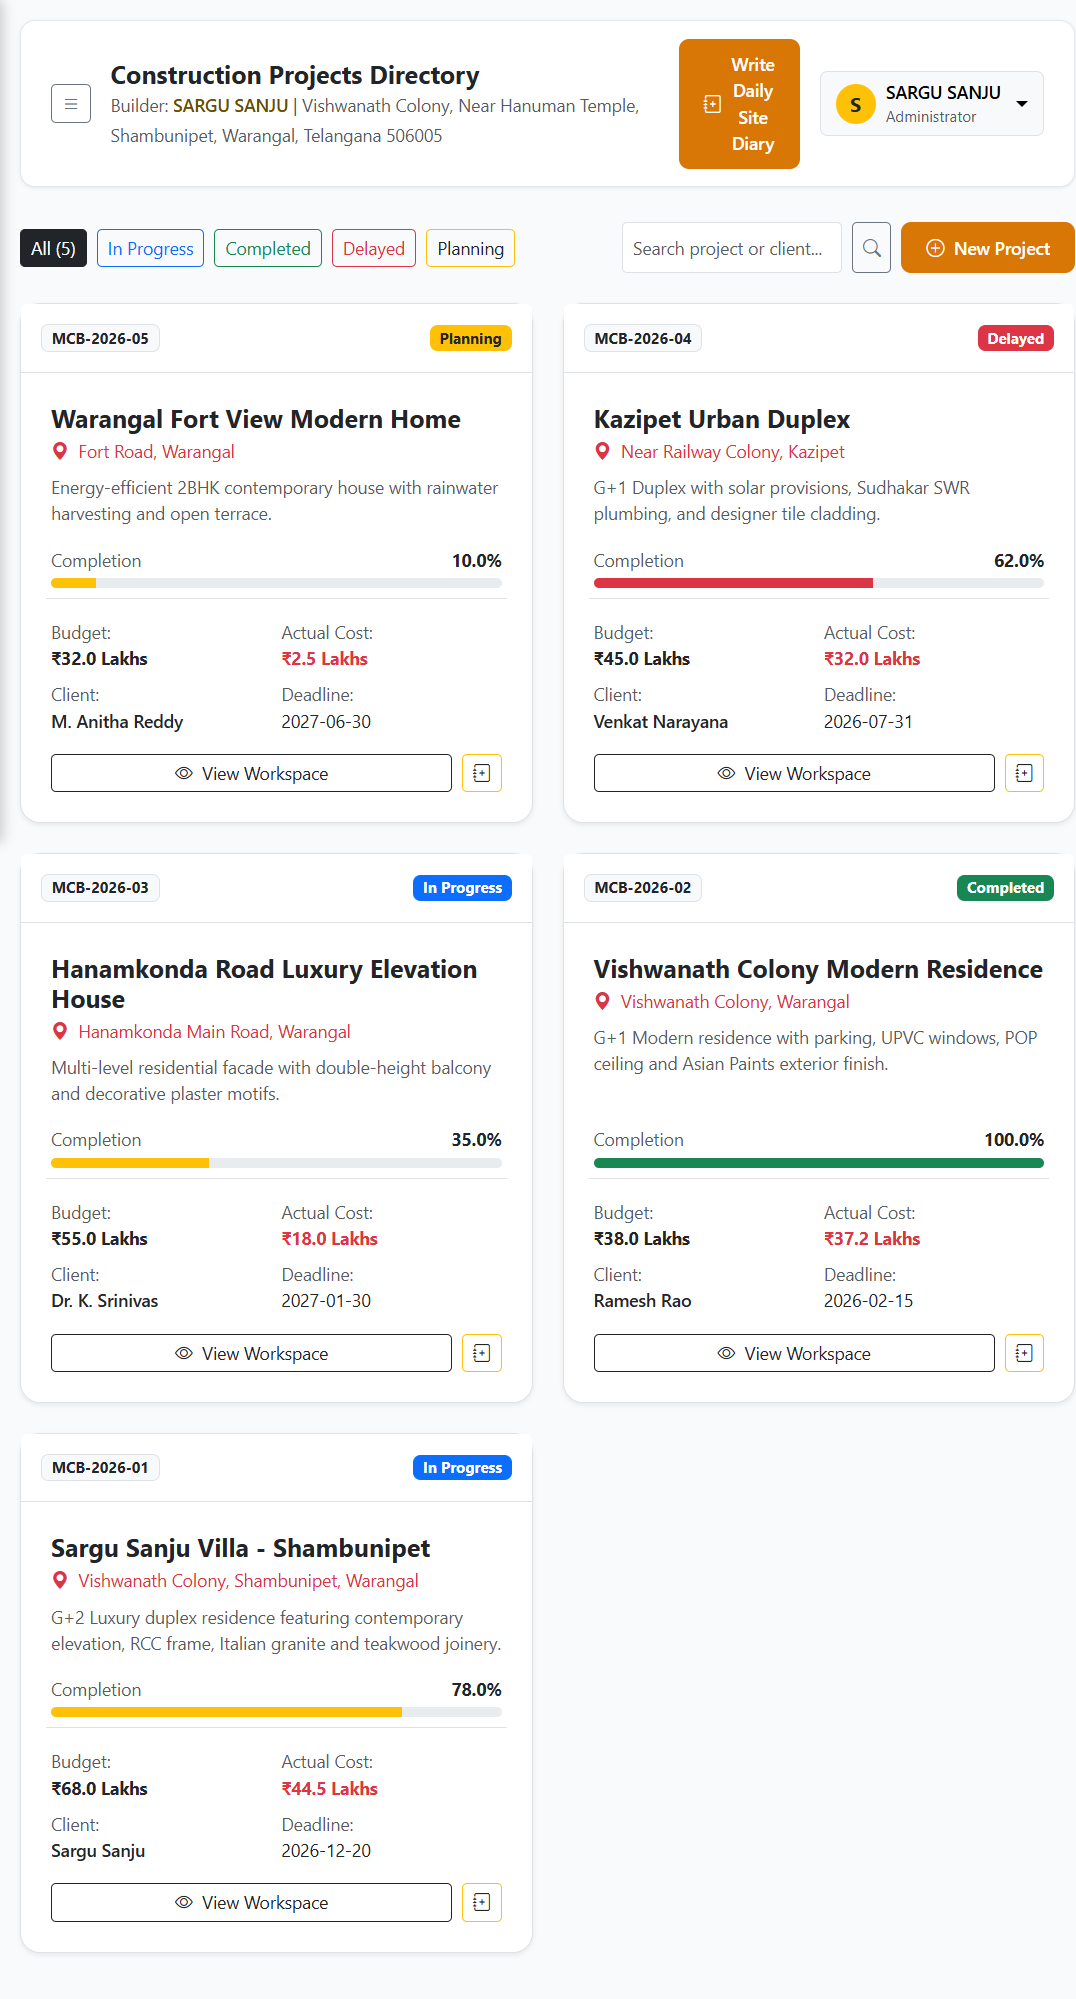 Construction Projects Directory
Builder: SARGU SANJU | Vishwanath Colony, Near Hanuman Temple,
Shambunipet, Warangal, Telangana 506005
Write
Daily
Site
Diary
S
SARGU SANJU
Administrator
All (5)
In Progress
Completed
Delayed
Planning
Search project or client...
New Project
MCB-2026-05
Planning
Warangal Fort View Modern Home
Fort Road, Warangal
Energy-efficient 2BHK contemporary house with rainwater
harvesting and open terrace.
Completion 10.0%
Budget: Actual Cost:
₹32.0 Lakhs ₹2.5 Lakhs
Client: Deadline:
M. Anitha Reddy 2027-06-30
View Workspace
MCB-2026-04
Delayed
Kazipet Urban Duplex
Near Railway Colony, Kazipet
G+1 Duplex with solar provisions, Sudhakar SWR
plumbing, and designer tile cladding.
Completion 62.0%
Budget: Actual Cost:
₹45.0 Lakhs ₹32.0 Lakhs
Client: Deadline:
Venkat Narayana 2026-07-31
View Workspace
MCB-2026-03
In Progress
Hanamkonda Road Luxury Elevation
House
Hanamkonda Main Road, Warangal
Multi-level residential facade with double-height balcony
and decorative plaster motifs.
Completion 35.0%
Budget: Actual Cost:
₹55.0 Lakhs ₹18.0 Lakhs
Client: Deadline:
Dr. K. Srinivas 2027-01-30
View Workspace
MCB-2026-02
Completed
Vishwanath Colony Modern Residence
Vishwanath Colony, Warangal
G+1 Modern residence with parking, UPVC windows, POP
ceiling and Asian Paints exterior finish.
Completion 100.0%
Budget: Actual Cost:
₹38.0 Lakhs ₹37.2 Lakhs
Client: Deadline:
Ramesh Rao 2026-02-15
View Workspace
MCB-2026-01
In Progress
Sargu Sanju Villa - Shambunipet
Vishwanath Colony, Shambunipet, Warangal
G+2 Luxury duplex residence featuring contemporary
elevation, RCC frame, Italian granite and teakwood joinery.
Completion 78.0%
Budget: Actual Cost:
₹68.0 Lakhs ₹44.5 Lakhs
Client: Deadline:
Sargu Sanju 2026-12-20
View Workspace